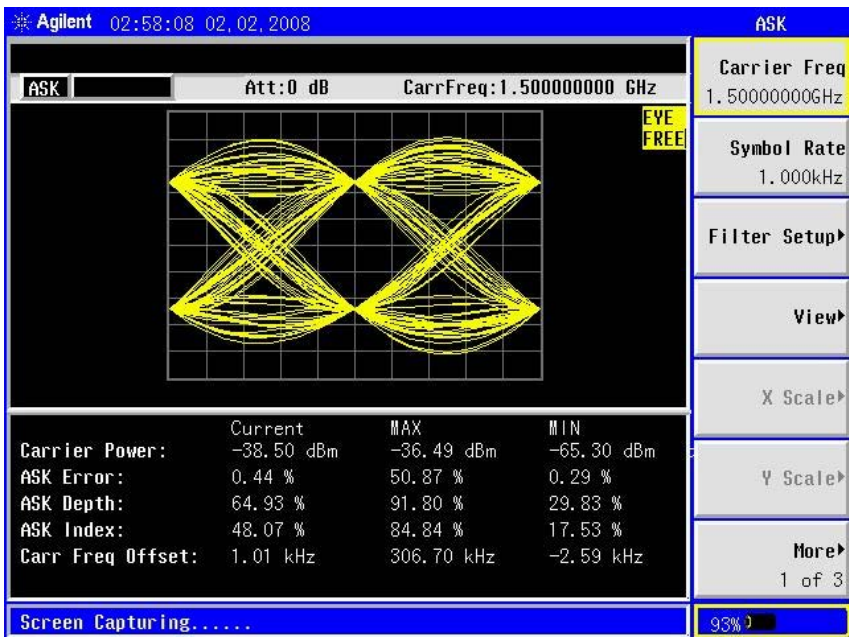 Agilent 02:58:08 02,02,2008
ASK
ASK Att:0 dB CarrFreq:1.500000000 GHz
EYE
FREE
Carrier Freq
1.50000000GHz
Symbol Rate
1.000kHz
Filter Setup
View
X Scale
Y Scale
More
1 of 3
Current MAX MIN
Carrier Power: -38.50 dBm -36.49 dBm -65.30 dBm
ASK Error: 0.44 % 50.87 % 0.29 %
ASK Depth: 64.93 % 91.80 % 29.83 %
ASK Index: 48.07 % 84.84 % 17.53 %
Carr Freq Offset: 1.01 kHz 306.70 kHz -2.59 kHz
Screen Capturing......
93%